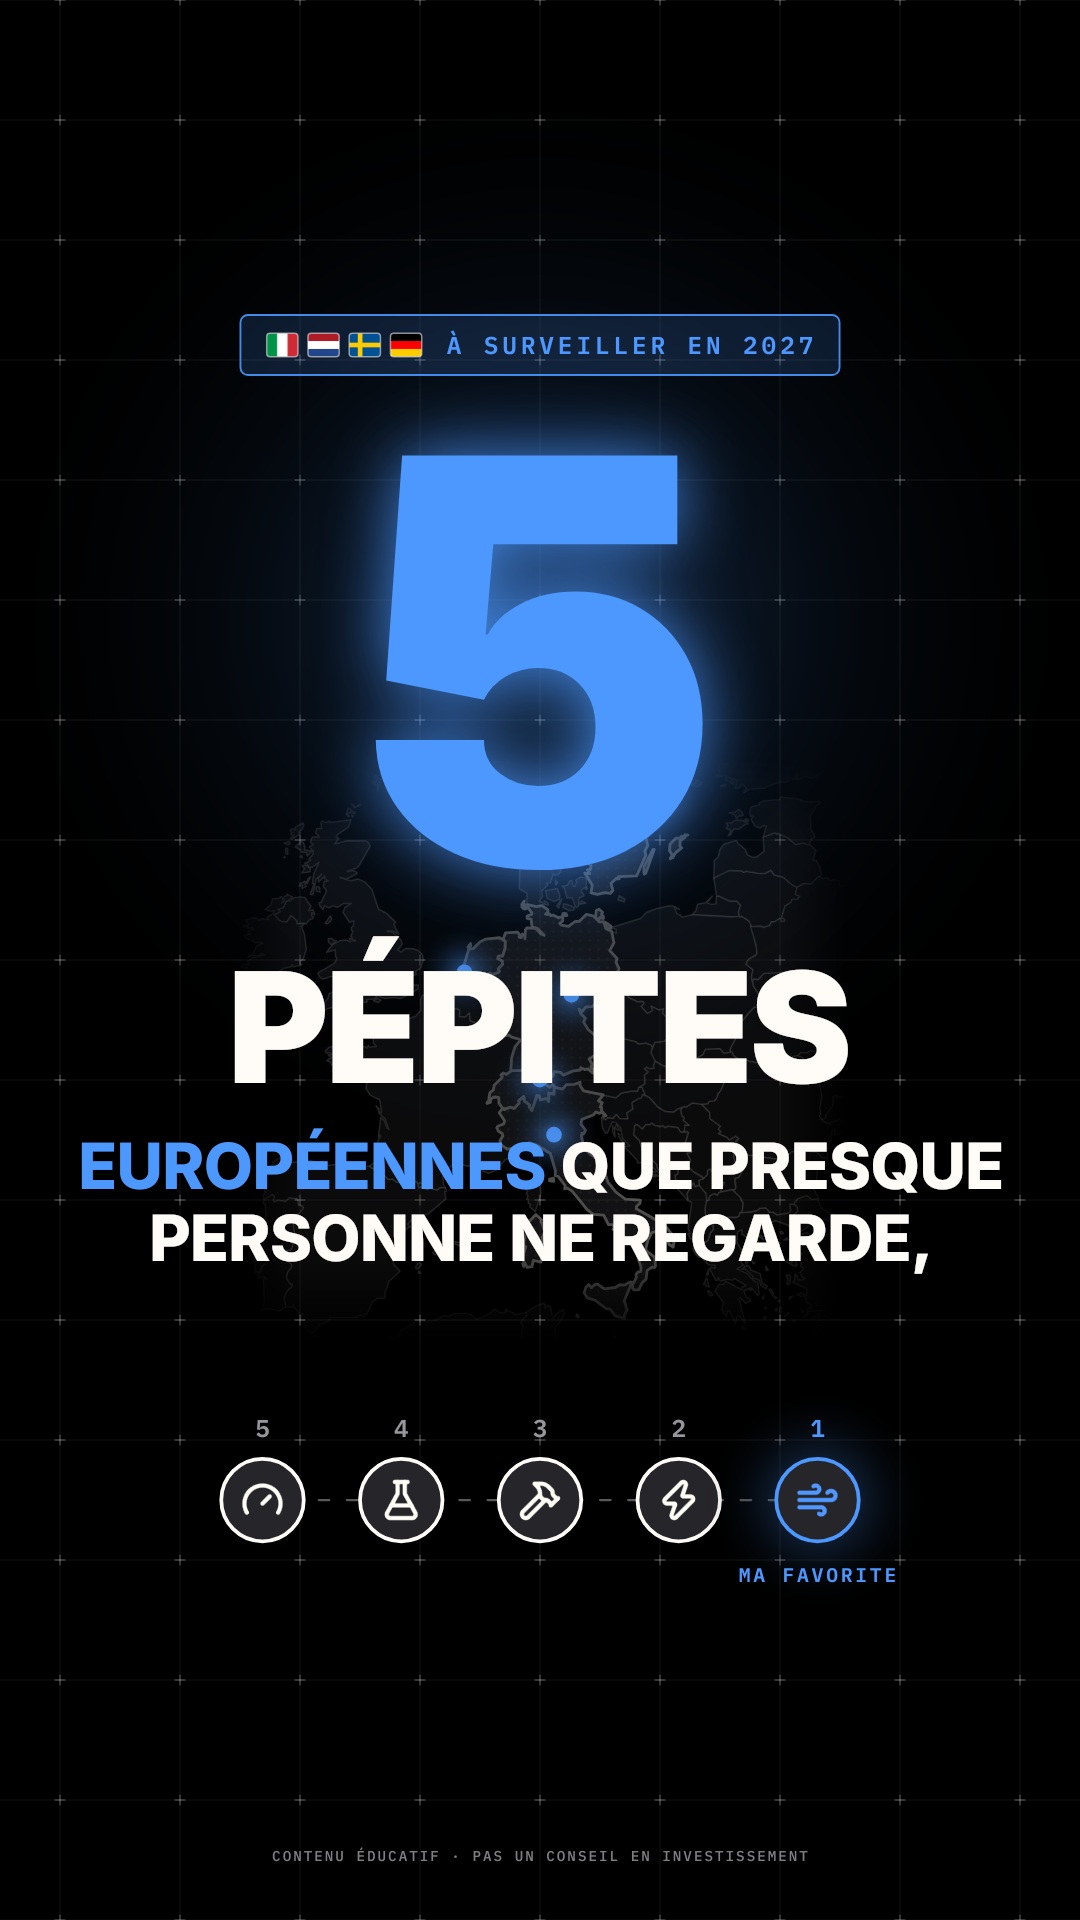 À SURVEILLER EN 2027
5
PÉPITES
EUROPÉENNES QUE PRESQUE
PERSONNE NE REGARDE,
5 4 3 2 1
MA FAVORITE
CONTENU ÉDUCATIF · PAS UN CONSEIL EN INVESTISSEMENT